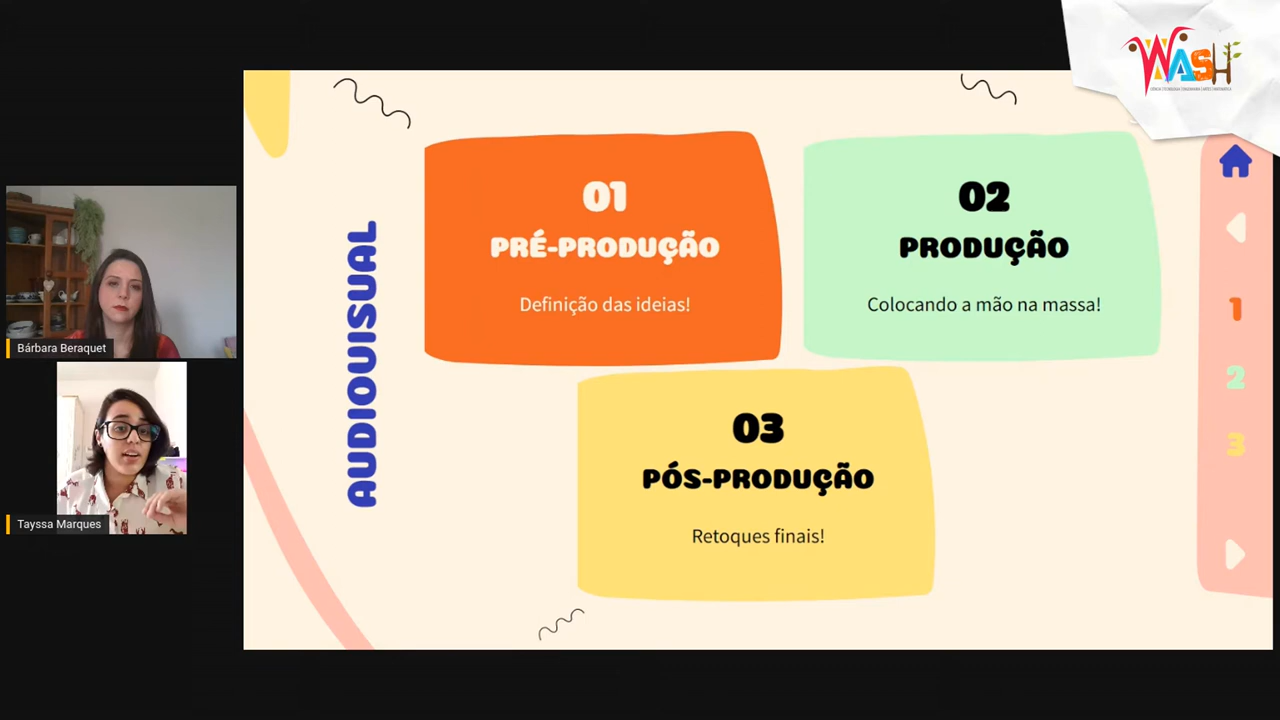 WASH
Bárbara Beraquet
Tayssa Marques
AUDIOVISUAL
01
PRÉ-PRODUÇÃO
Definição das ideias!
02
PRODUÇÃO
Colocando a mão na massa!
03
PÓS-PRODUÇÃO
Retoques finais!
1
2
3